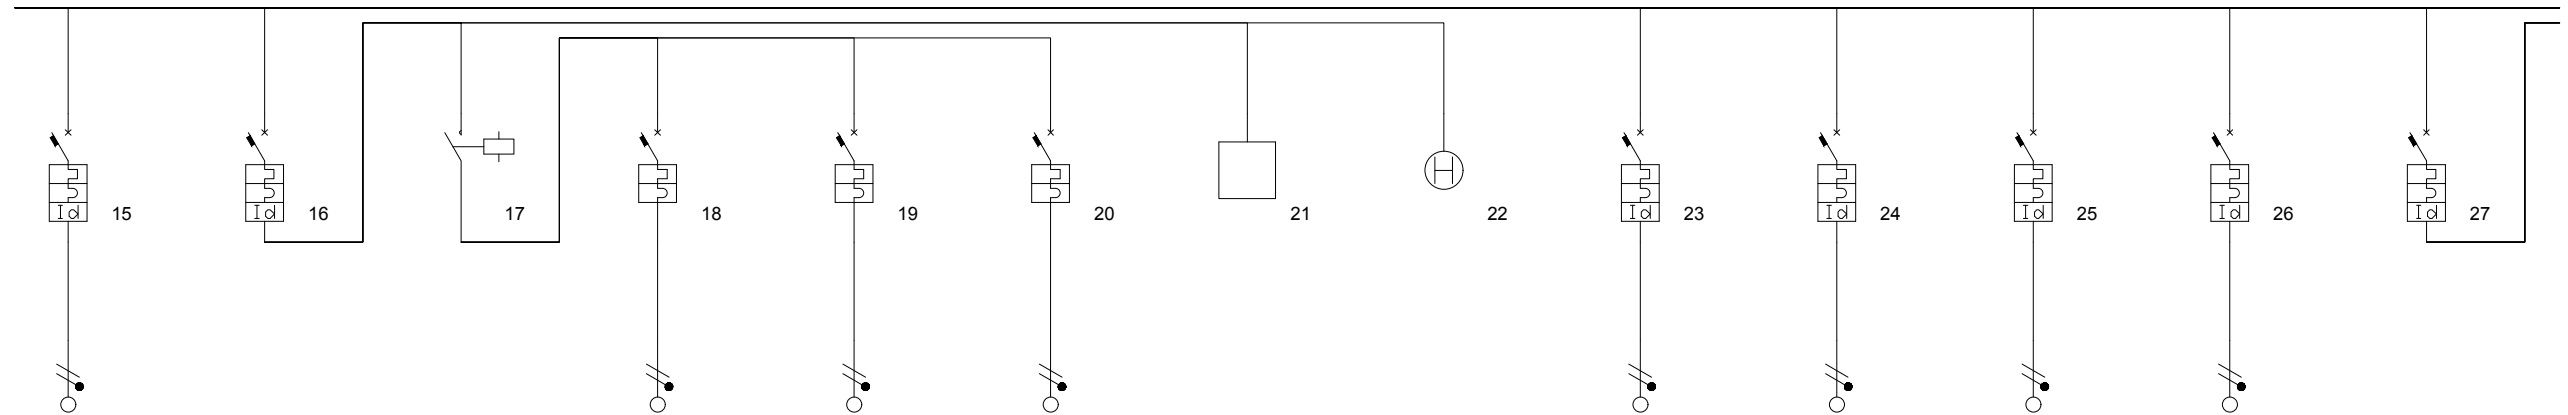 15 16 17 18 19 20 21 22 23 24 25 26 27
Id Id H Id Id Id Id Id